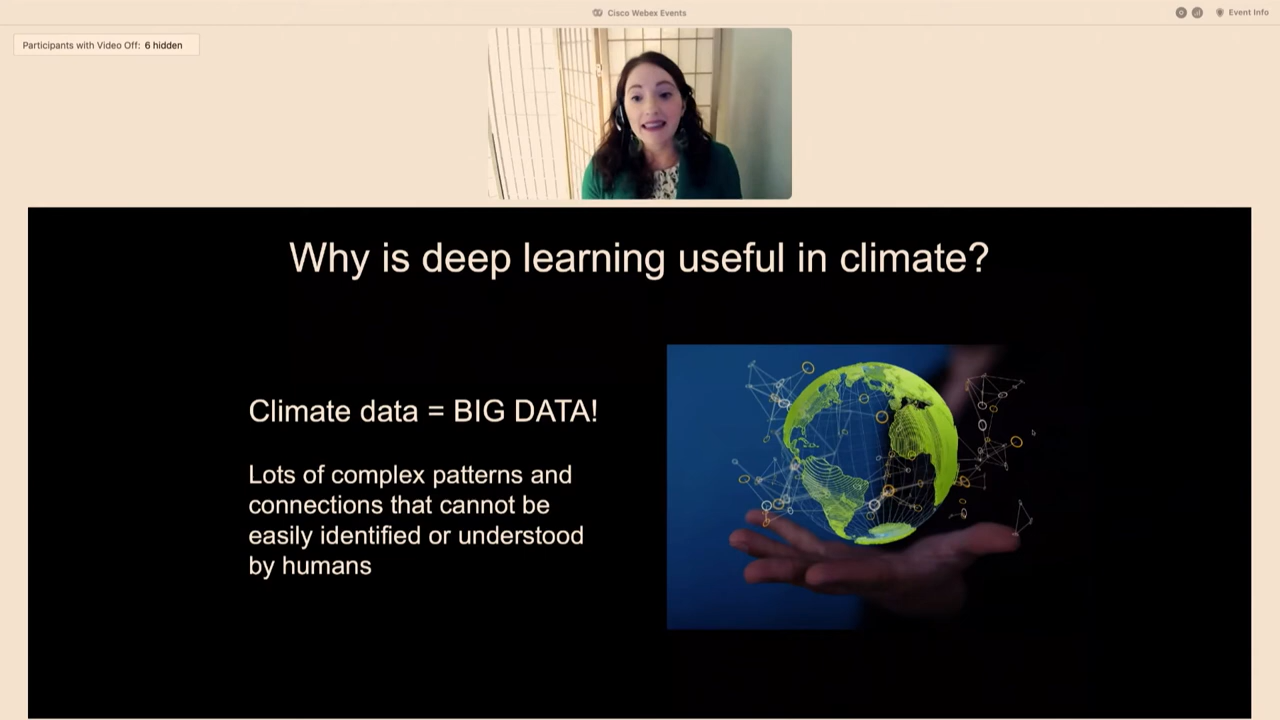 Cisco Webex Events
Event Info
Participants with Video Off: 6 hidden
Why is deep learning useful in climate?
Climate data = BIG DATA!
Lots of complex patterns and
connections that cannot be
easily identified or understood
by humans